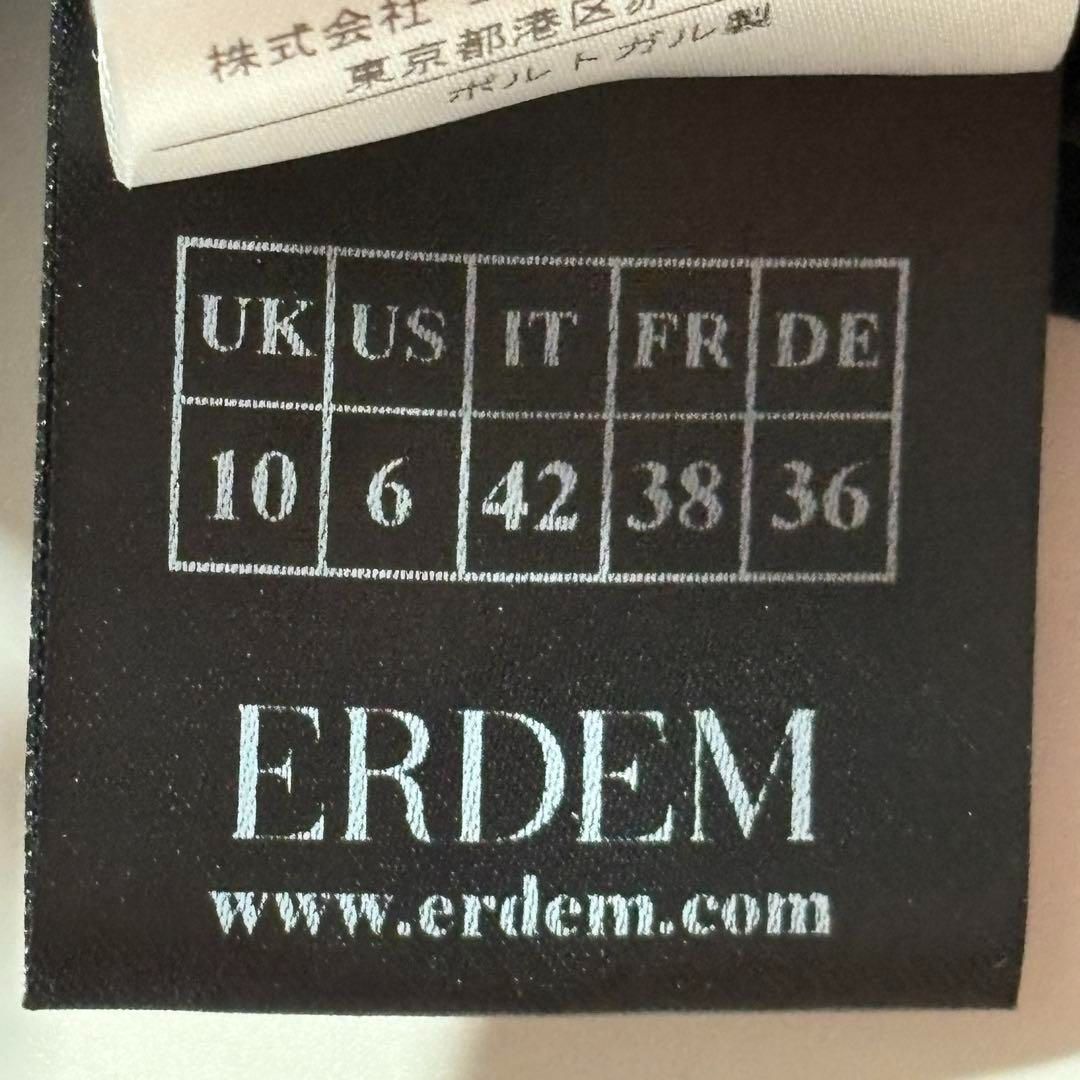 株式会社
東京都港区赤
ポルトガル製
UK US IT FR DE
10 6 42 38 36
ERDEM
www.erdem.com